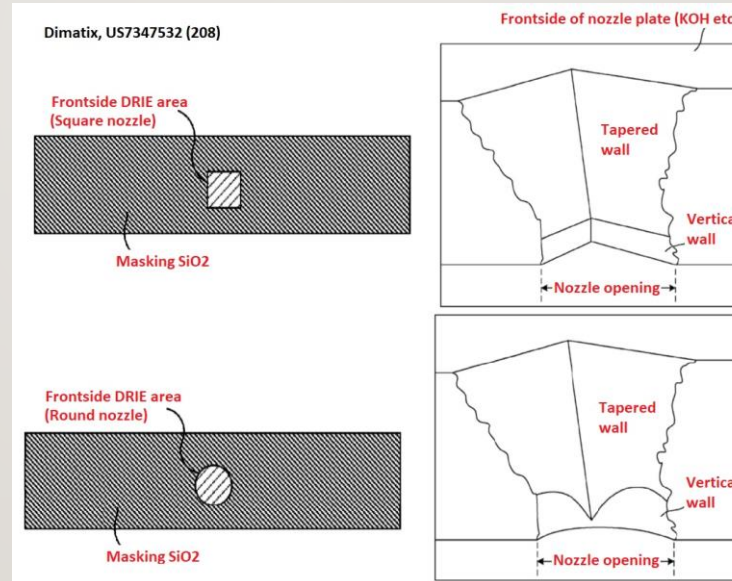 Dimatix, US7347532 (208)
Frontside DRIE area
(Square nozzle)
Masking SiO2
Frontside of nozzle plate (KOH etc
Tapered
wall
Vertica
wall
Nozzle opening
Frontside DRIE area
(Round nozzle)
Masking SiO2
Tapered
wall
Vertica
wall
Nozzle opening